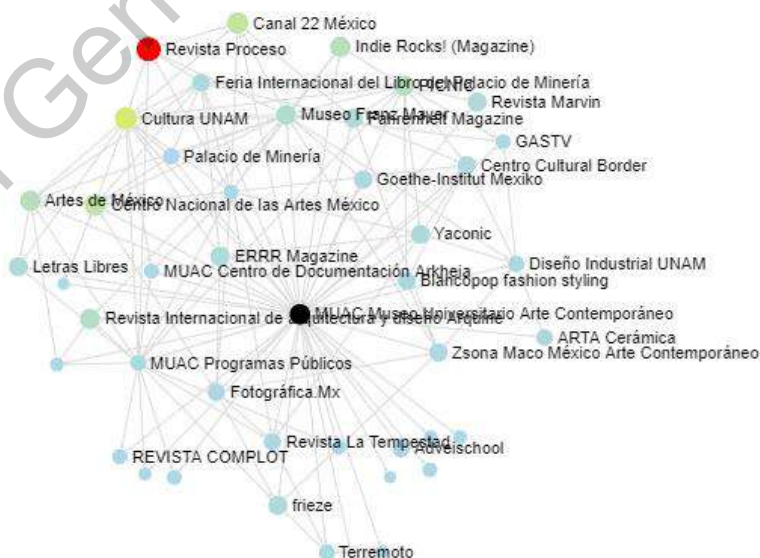 Canal 22 México
Revista Proceso
Indie Rocks! (Magazine)
Feria Internacional del Libro del Palacio de Minería
PICNIC
Revista Marvin
Cultura UNAM
Museo Franz Mayer
Fahrenheit Magazine
GASTV
Palacio de Minería
Centro Cultural Border
Goethe-Institut Mexiko
Artes de México
Centro Nacional de las Artes México
Yaconic
ERRR Magazine
Letras Libres
MUAC Centro de Documentación Arkheia
Diseño Industrial UNAM
Blancopop fashion styling
MUAC Museo Universitario Arte Contemporáneo
Revista Internacional de arquitectura y diseño Arquine
ARTA Cerámica
Zsona Maco México Arte Contemporáneo
MUAC Programas Públicos
Fotográfica.Mx
Revista La Tempestad
REVISTA COMPLOT
frieze
Terremoto